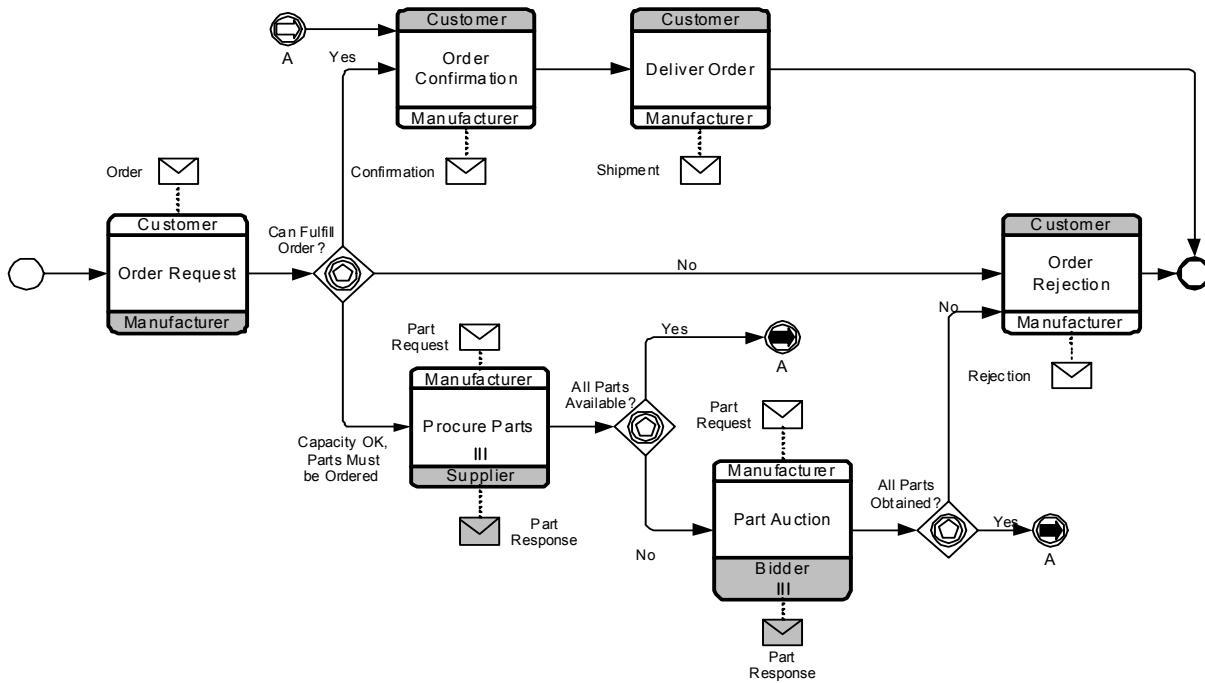 Customer
Order
Confirmation
Manufacturer
Confirmation
A
Yes
Customer
Deliver Order
Manufacturer
Shipment
Order
Customer
Order Request
Manufacturer
Can Fulfill
Order?
No
Customer
Order
Rejection
Manufacturer
Rejection
Capacity OK,
Parts Must
be Ordered
Part
Request
Manufacturer
Procure Parts
Supplier
Part
Response
All Parts
Available?
Yes
A
No
Part
Request
Manufacturer
Part Auction
Bidder
Part
Response
All Parts
Obtained?
No
Yes
A